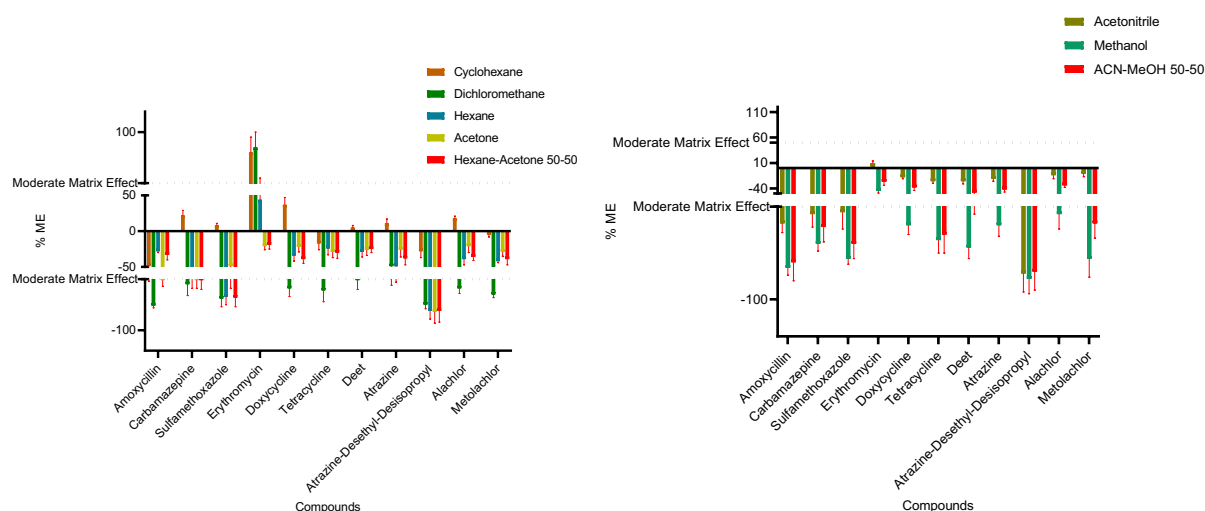 Cyclohexane
Dichloromethane
Hexane
Acetone
Hexane-Acetone 50-50
100
Moderate Matrix Effect
50
0
-50
Moderate Matrix Effect
-100
% ME
Amoxycillin
Carbamazepine
Sulfamethoxazole
Erythromycin
Doxycycline
Tetracycline
Deet
Atrazine
Atrazine-Desethyl-Desisopropyl
Alachlor
Metolachlor
Compounds
Acetonitrile
Methanol
ACN-MeOH 50-50
110
60
Moderate Matrix Effect
10
-40
Moderate Matrix Effect
-100
% ME
Amoxycillin
Carbamazepine
Sulfamethoxazole
Erythromycin
Doxycycline
Tetracycline
Deet
Atrazine
Atrazine-Desethyl-Desisopropyl
Alachlor
Metolachlor
Compounds